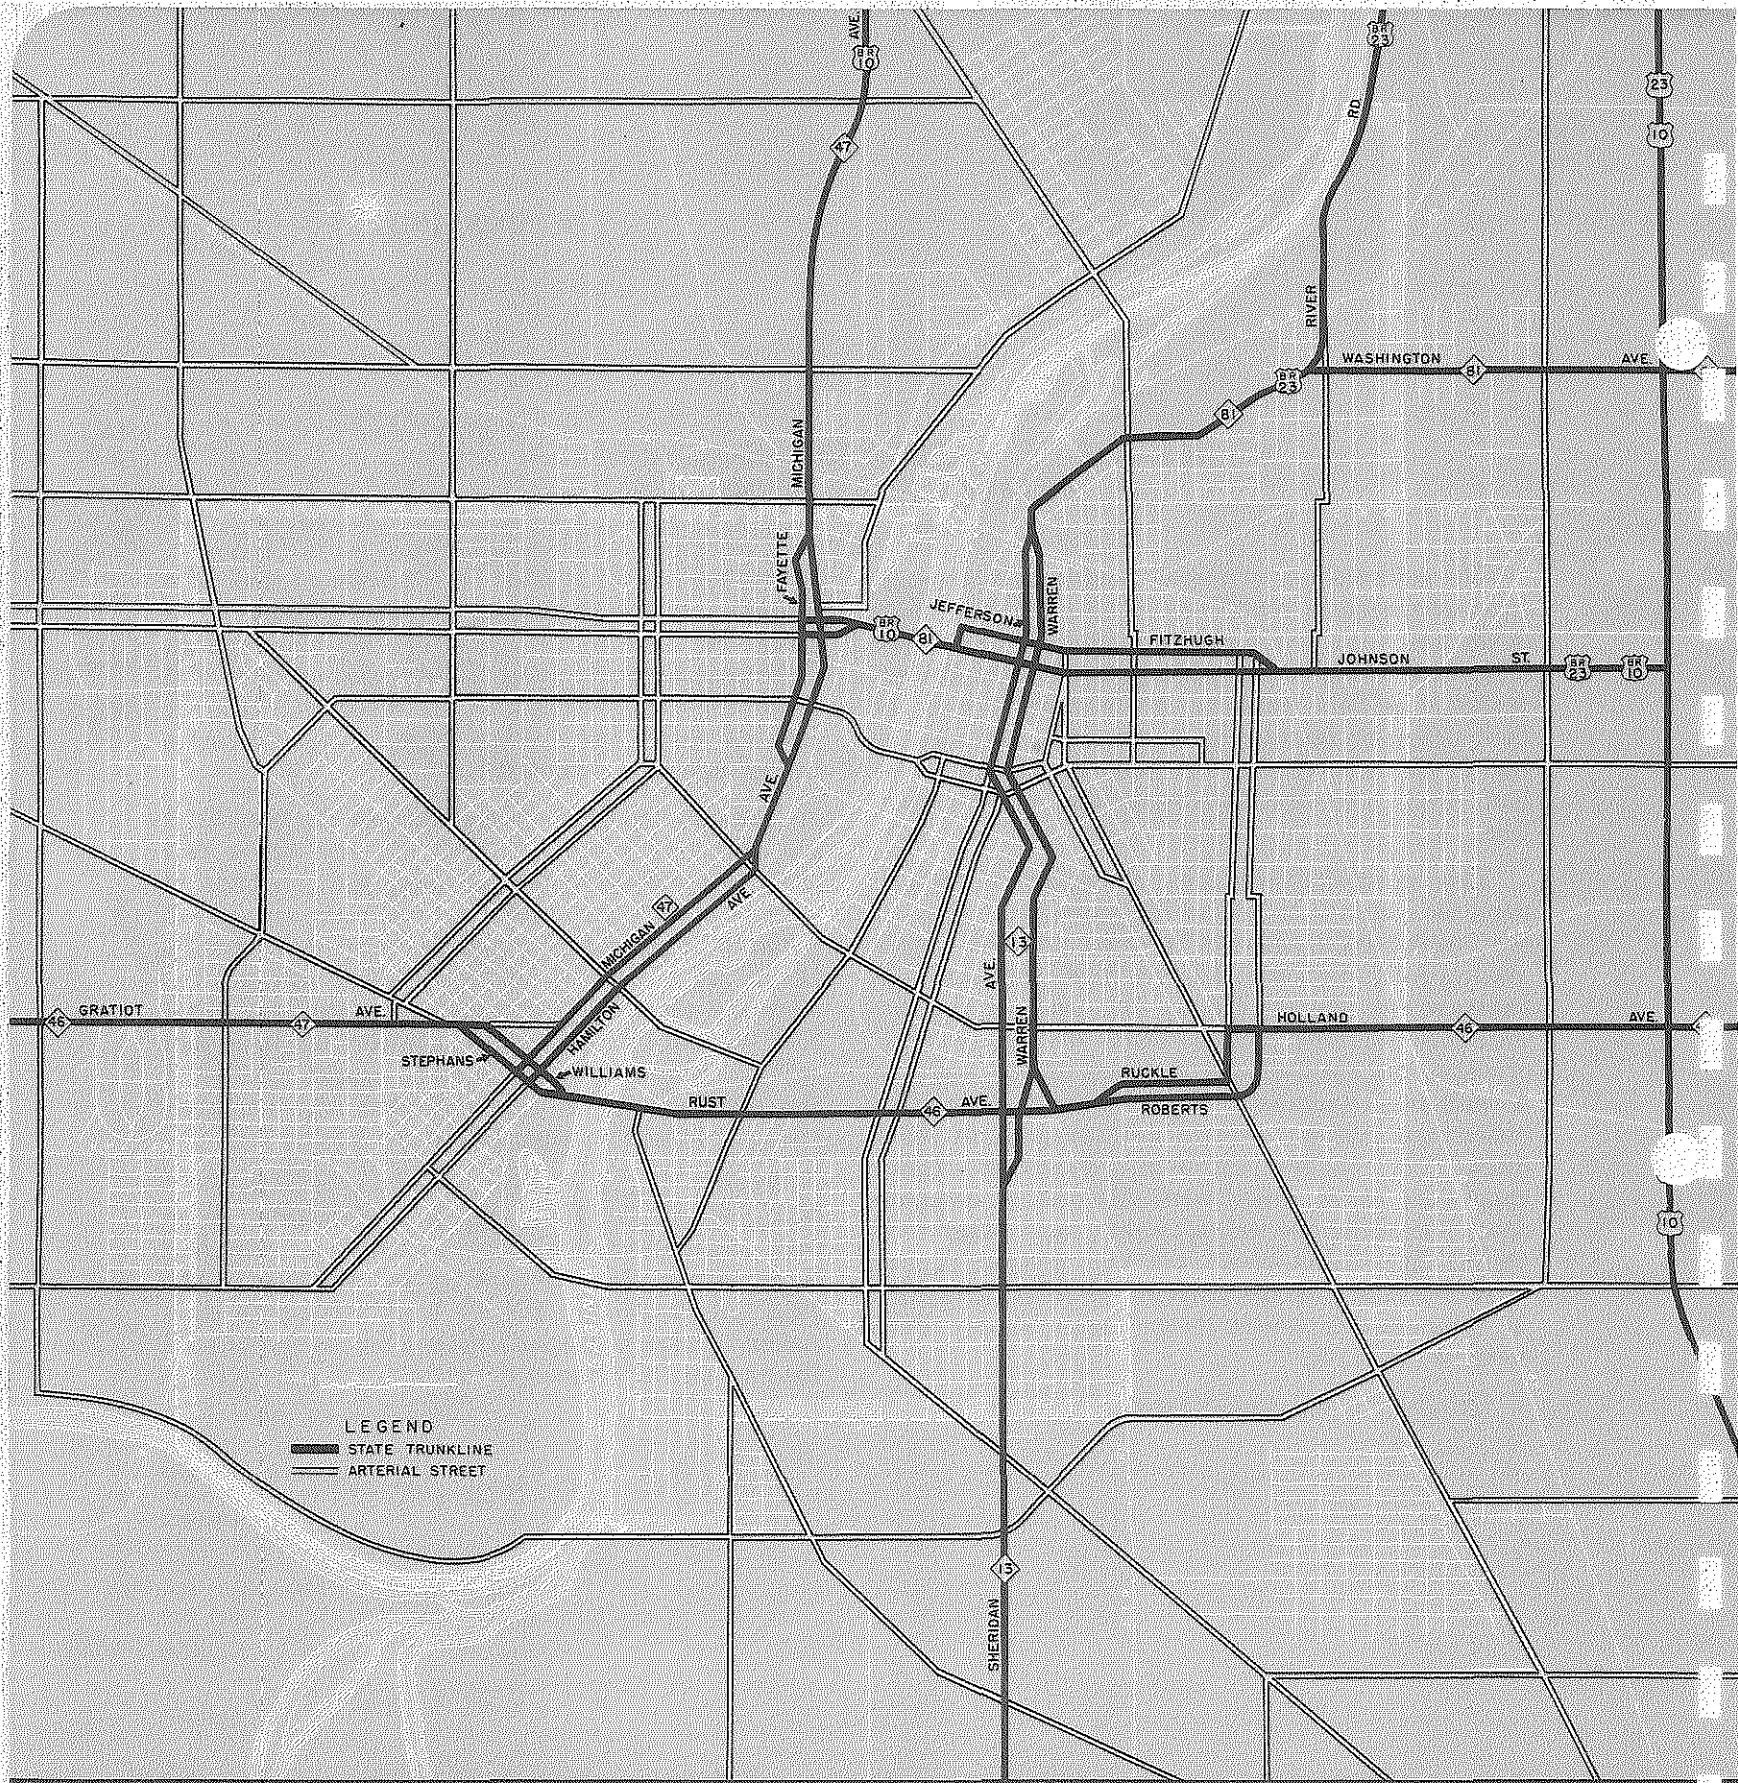 AVE.
BR 10
BR 23
23
10
47
RD.
RIVER
WASHINGTON AVE.
81
BR 23
81
MICHIGAN
FAYETTE
JEFFERSON
WARREN
BR 10
81
FITZHUGH
JOHNSON ST.
BR 23
BR 10
AVE.
47
MICHIGAN
AVE.
HAMILTON
13
AVE.
WARREN
46
GRATIOT
47
AVE.
HOLLAND
46
AVE.
STEPHANS
WILLIAMS
RUCKLE
RUST
46
AVE.
ROBERTS
10
LEGEND
STATE TRUNKLINE
ARTERIAL STREET
13
SHERIDAN